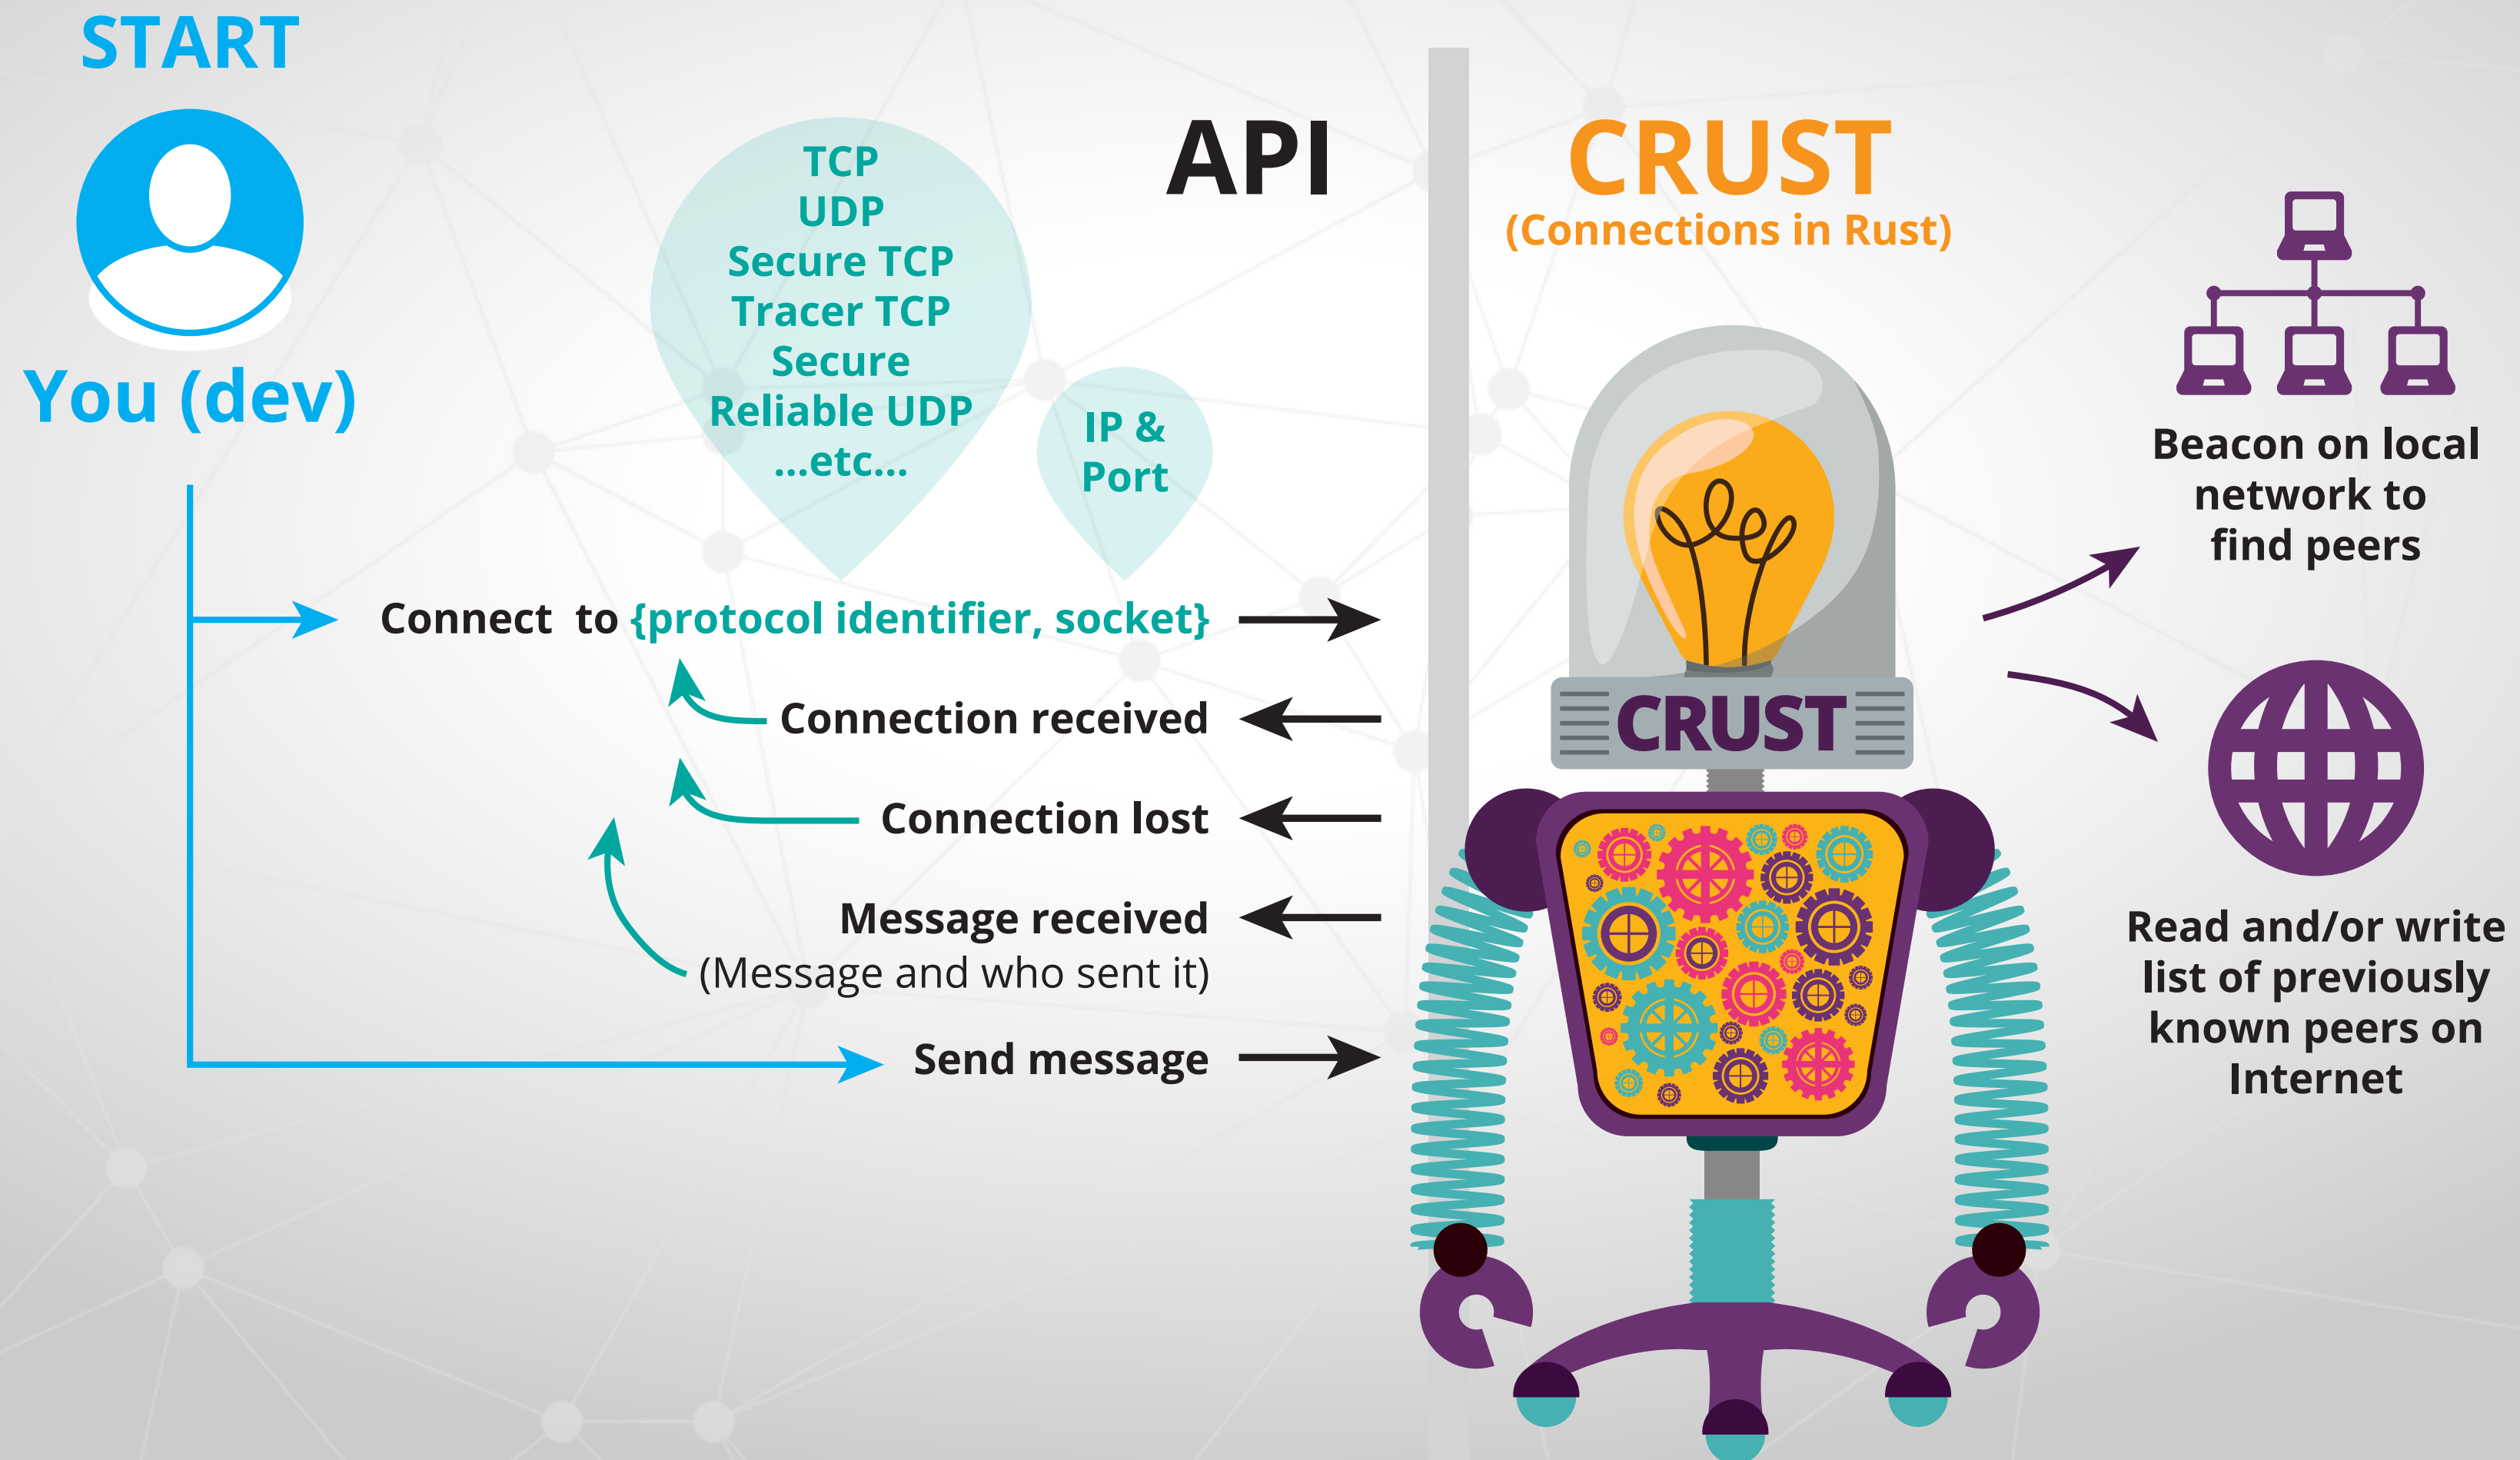 START
You (dev)
TCP
UDP
Secure TCP
Tracer TCP
Secure
Reliable UDP
...etc...
IP &
Port
API
Connect to {protocol identifier, socket}
Connection received
Connection lost
Message received
(Message and who sent it)
Send message
CRUST
(Connections in Rust)
CRUST
Beacon on local
network to
find peers
Read and/or write
list of previously
known peers on
Internet